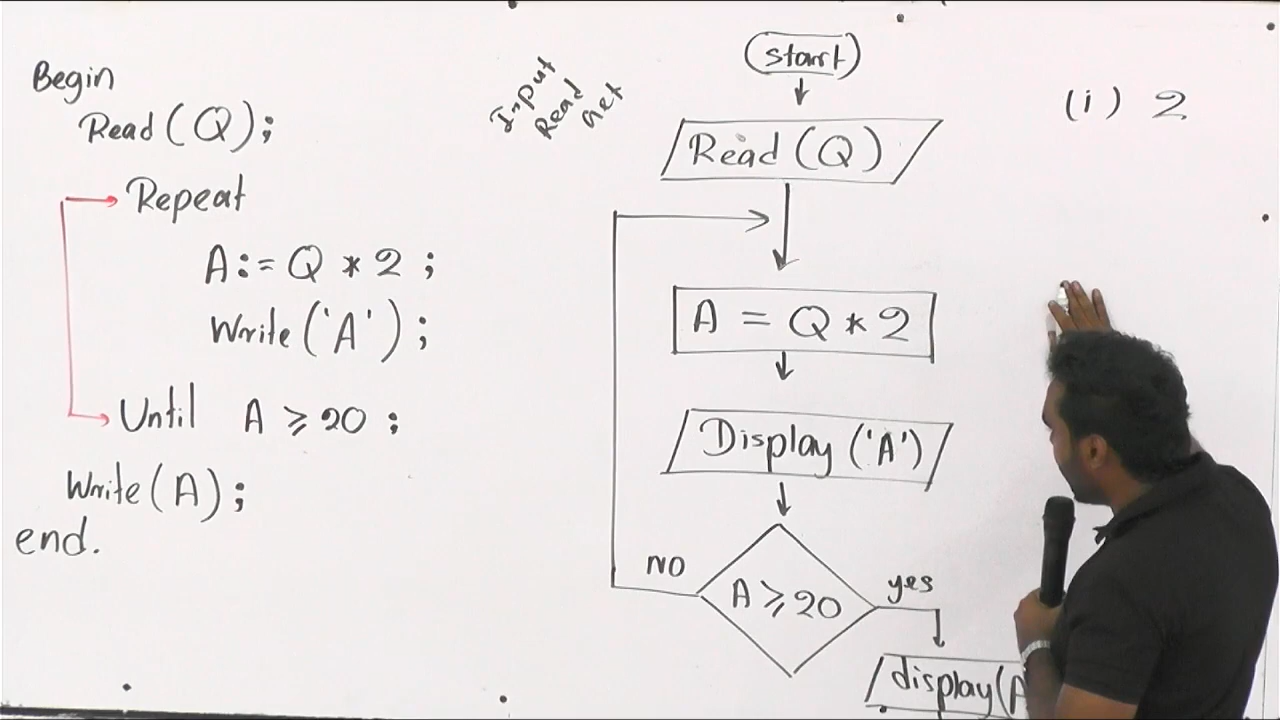 Begin
Read(Q);
Repeat
A:= Q * 2 ;
Write('A') ;
Until A ⩾ 20 ;
Write(A);
end.
Input
Read
Get
Start
Read (Q)
A = Q * 2
Display ('A')
A ⩾ 20
NO
yes
display(A
(i) 2